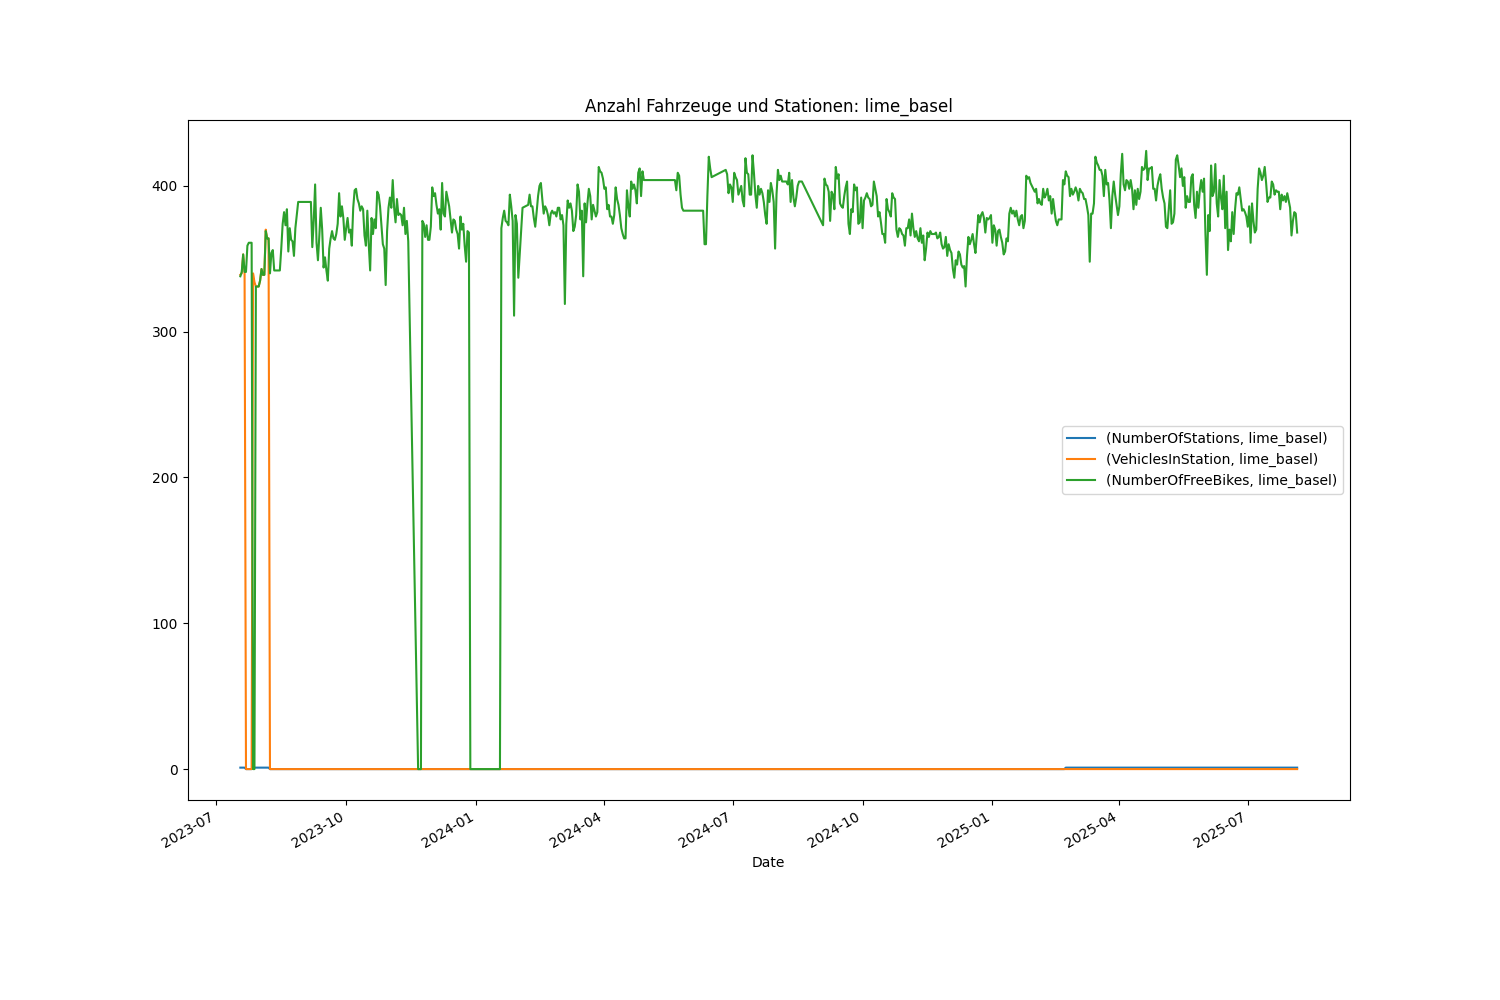 Anzahl Fahrzeuge und Stationen: lime_basel
400
300
200
100
0
(NumberOfStations, lime_basel)
(VehiclesInStation, lime_basel)
(NumberOfFreeBikes, lime_basel)
2023-07
2023-10
2024-01
2024-04
2024-07
2024-10
2025-01
2025-04
2025-07
Date